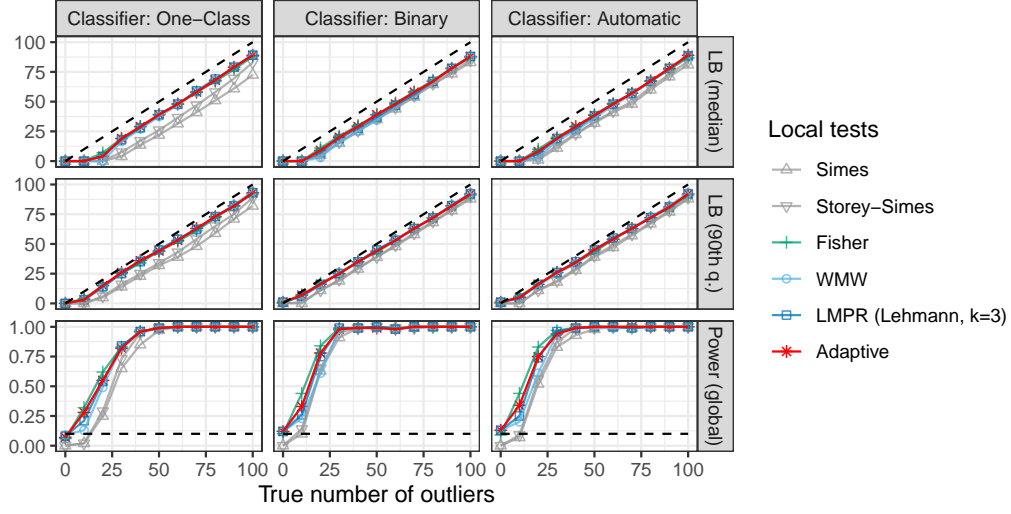 Classifier: One−Class Classifier: Binary Classifier: Automatic
100
75
50
25
0
LB (median)
100
75
50
25
0
LB (90th q.)
1.00
0.75
0.50
0.25
0.00
Power (global)
0 25 50 75 100 0 25 50 75 100 0 25 50 75 100
True number of outliers
Local tests
Simes
Storey−Simes
Fisher
WMW
LMPR (Lehmann, k=3)
Adaptive